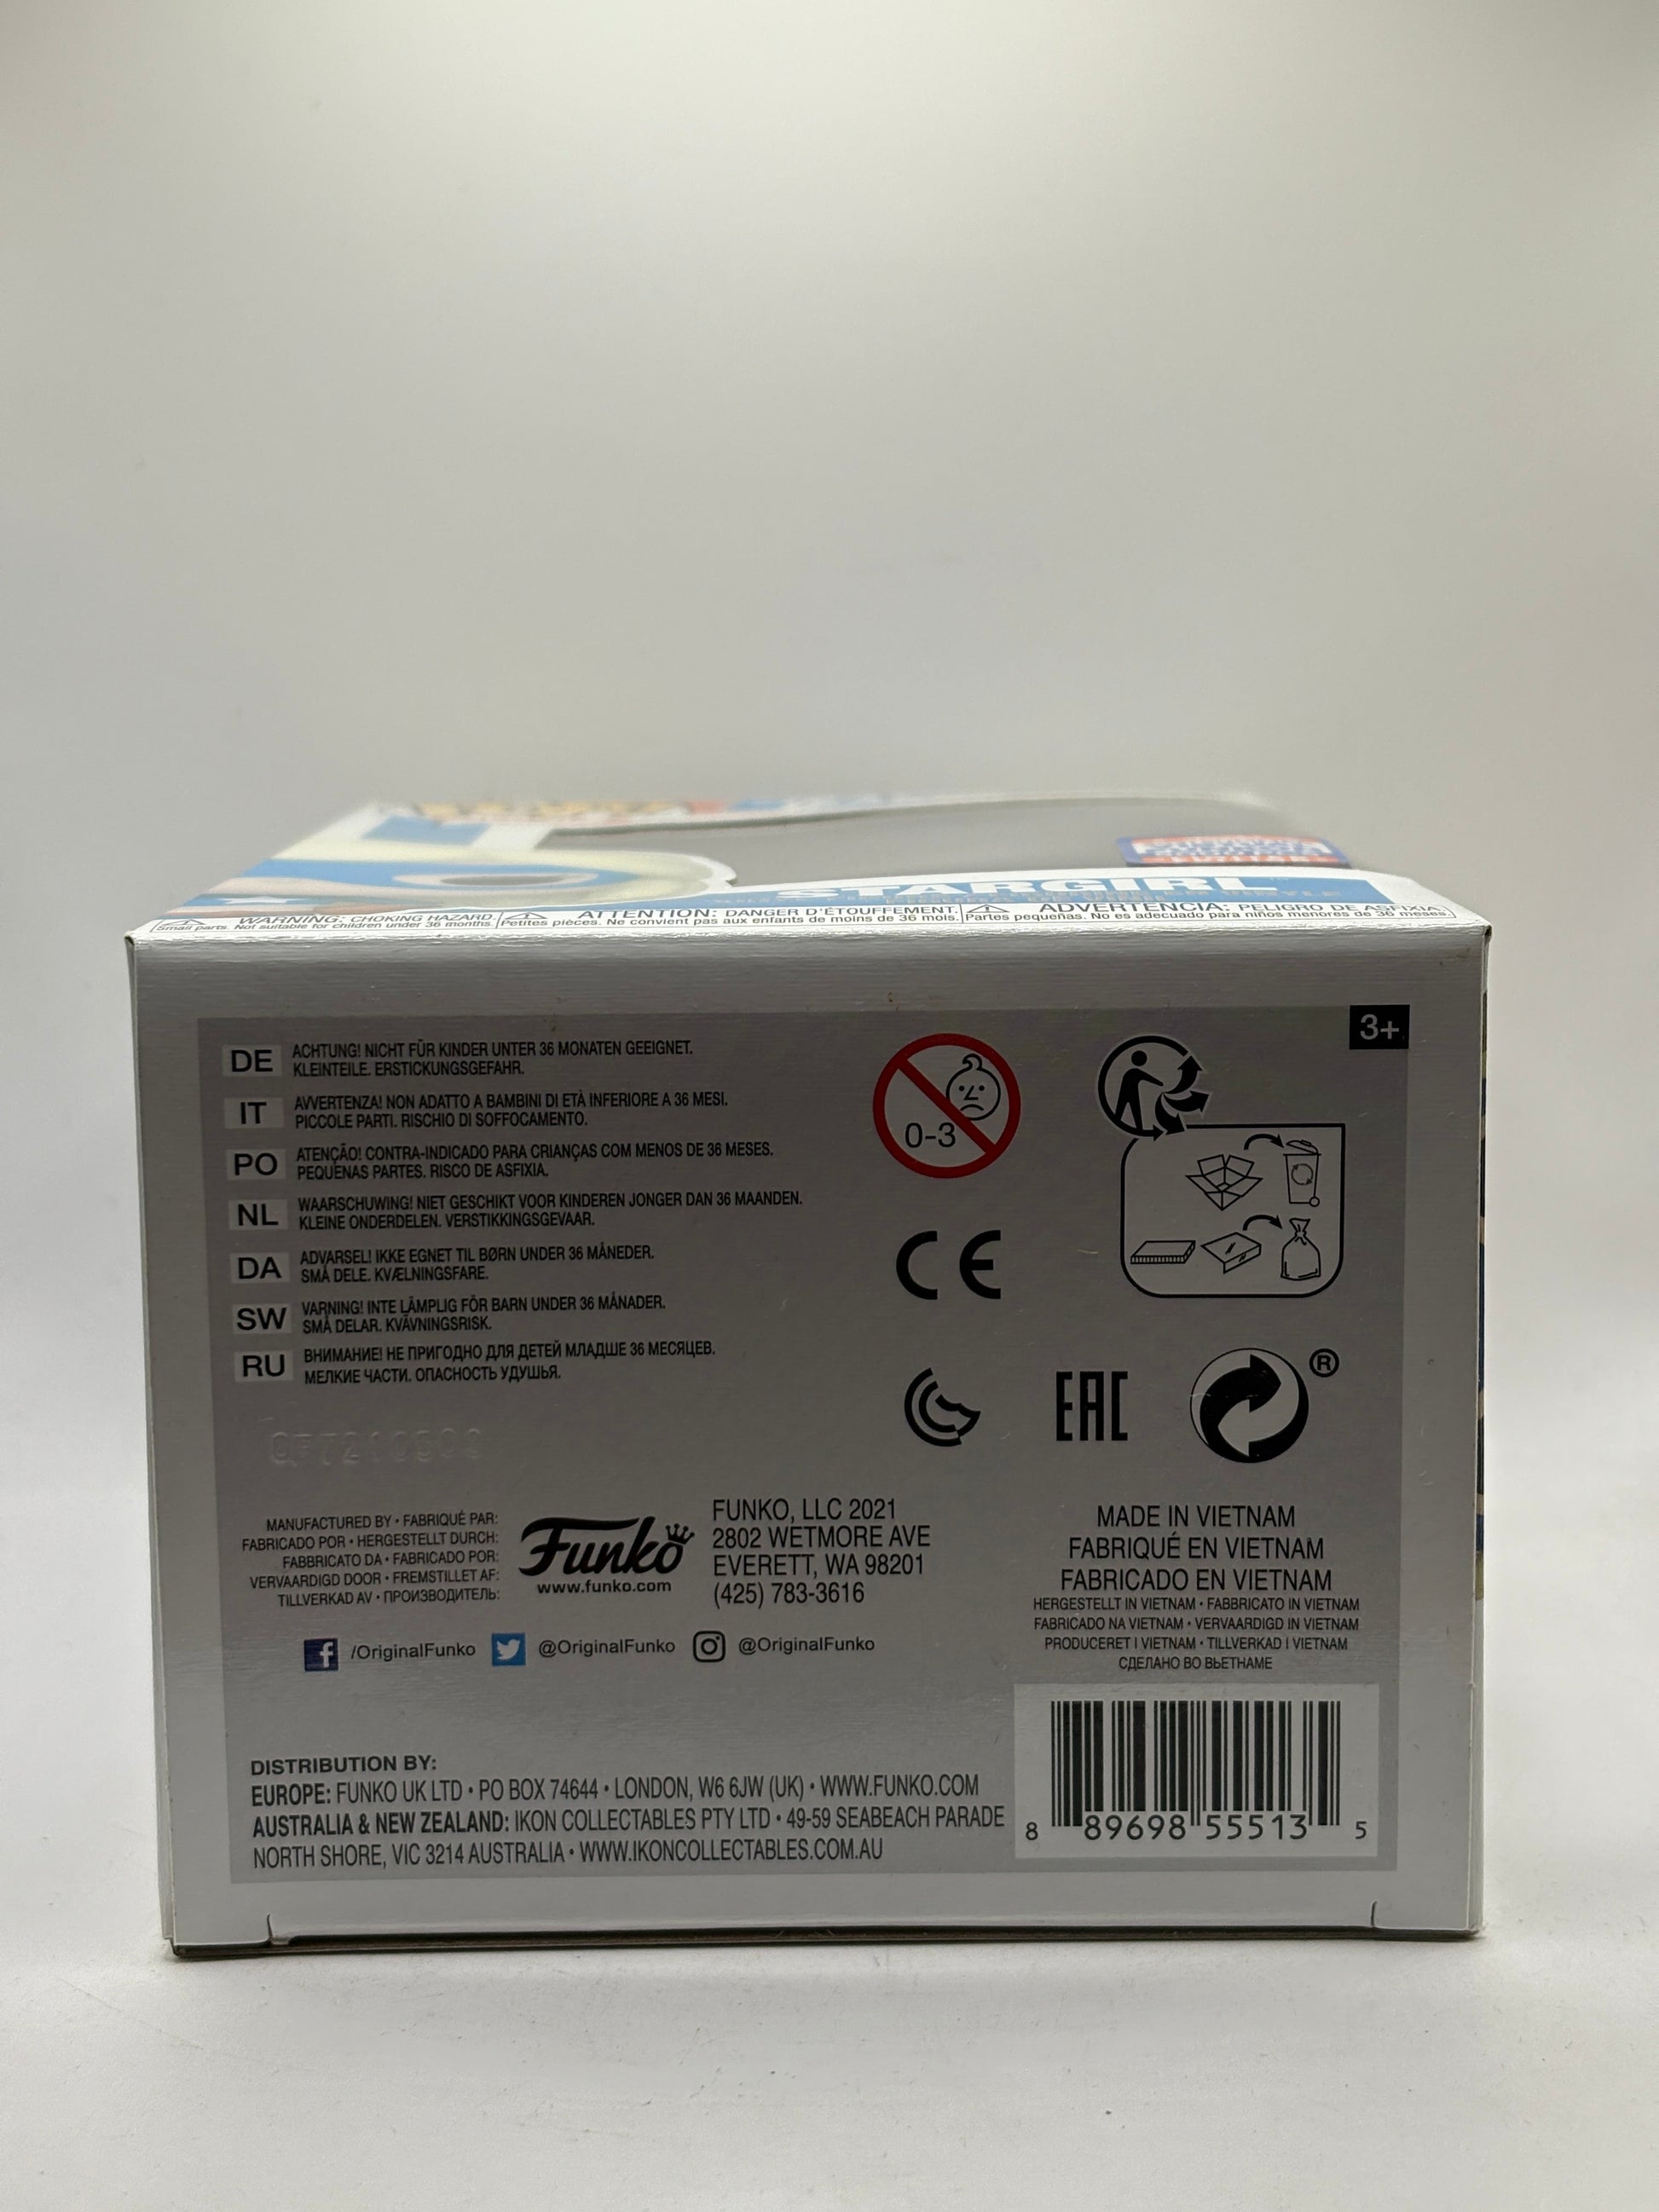 STARGIRL
WARNING: CHOKING HAZARD.
Small parts. Not suitable for children under 36 months.
ATTENTION: DANGER D'ÉTOUFFEMENT.
Petites pièces. Ne convient pas aux enfants de moins de 36 mois.
ADVERTENCIA: PELIGRO DE ASFIXIA.
Partes pequeñas. No es adecuado para niños menores de 36 meses.
3+
DE ACHTUNG! NICHT FÜR KINDER UNTER 36 MONATEN GEEIGNET.
KLEINTEILE. ERSTICKUNGSGEFAHR.
IT AVVERTENZA! NON ADATTO A BAMBINI DI ETÀ INFERIORE A 36 MESI.
PICCOLE PARTI. RISCHIO DI SOFFOCAMENTO.
PO ATENÇÃO! CONTRA-INDICADO PARA CRIANÇAS COM MENOS DE 36 MESES.
PEQUENAS PARTES. RISCO DE ASFIXIA.
NL WAARSCHUWING! NIET GESCHIKT VOOR KINDEREN JONGER DAN 36 MAANDEN.
KLEINE ONDERDELEN. VERSTIKKINGSGEVAAR.
DA ADVARSEL! IKKE EGNET TIL BØRN UNDER 36 MÅNEDER.
SMÅ DELE. KVÆLNINGSFARE.
SW VARNING! INTE LÄMPLIG FÖR BARN UNDER 36 MÅNADER.
SMÅ DELAR. KVÄVNINGSRISK.
RU ВНИМАНИЕ! НЕ ПРИГОДНО ДЛЯ ДЕТЕЙ МЛАДШЕ 36 МЕСЯЦЕВ.
МЕЛКИЕ ЧАСТИ. ОПАСНОСТЬ УДУШЬЯ.
0-3
CE
EAC
®
MANUFACTURED BY • FABRIQUÉ PAR:
FABRICADO POR • HERGESTELLT DURCH:
FABBRICATO DA • FABRICADO POR:
VERVAARDIGD DOOR • FREMSTILLET AF:
TILLVERKAD AV • ПРОИЗВОДИТЕЛЬ:
Funko
www.funko.com
FUNKO, LLC 2021
2802 WETMORE AVE
EVERETT, WA 98201
(425) 783-3616
/OriginalFunko @OriginalFunko @OriginalFunko
MADE IN VIETNAM
FABRIQUÉ EN VIETNAM
FABRICADO EN VIETNAM
HERGESTELLT IN VIETNAM • FABBRICATO IN VIETNAM
FABRICADO NA VIETNAM • VERVAARDIGD IN VIETNAM
PRODUCERET I VIETNAM • TILLVERKAD I VIETNAM
СДЕЛАНО ВО ВЬЕТНАМЕ
DISTRIBUTION BY:
EUROPE: FUNKO UK LTD • PO BOX 74644 • LONDON, W6 6JW (UK) • WWW.FUNKO.COM
AUSTRALIA & NEW ZEALAND: IKON COLLECTABLES PTY LTD • 49-59 SEABEACH PARADE
NORTH SHORE, VIC 3214 AUSTRALIA • WWW.IKONCOLLECTABLES.COM.AU
8 89698 55513 5